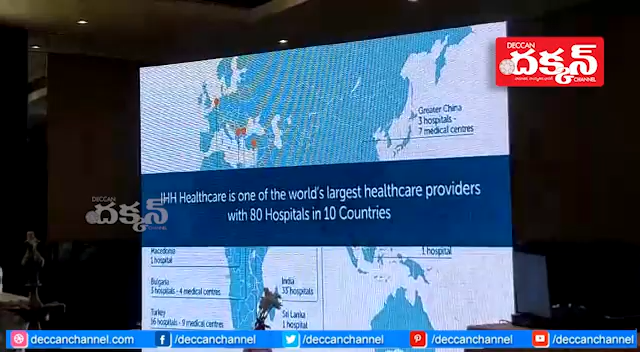 DECCAN
దక్కన్
CHANNEL
Greater China
3 hospitals -
7 medical centres
IHH Healthcare is one of the world's largest healthcare providers
with 80 Hospitals in 10 Countries
DECCAN
దక్కన్
CHANNEL
Macedonia
1 hospital
1 hospital
Bulgaria
hospitals - 4 medical centres
India
33 hospitals
Turkey
16 hospitals - 9 medical centres
Sri Lanka
1 hospital
/deccanchannel.com /deccanchannel /deccanchannel /deccanchannel /deccanchannel